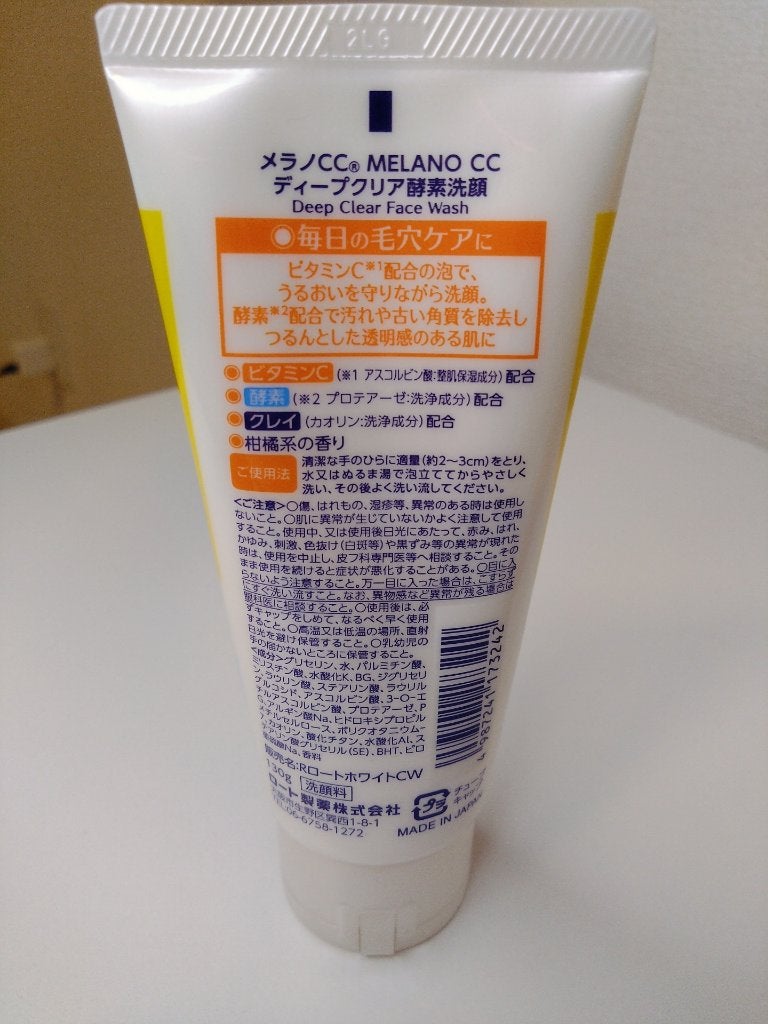 2LG
メラノCC® MELANO CC
ディープクリア酵素洗顔
Deep Clear Face Wash
◎毎日の毛穴ケアに
ビタミンC※1配合の泡で、
うるおいを守りながら洗顔。
酵素※2配合で汚れや古い角質を除去し
つるんとした透明感のある肌に
◉ビタミンC (※1 アスコルビン酸:整肌保湿成分) 配合
◉酵素 (※2 プロテアーゼ:洗浄成分) 配合
◉クレイ (カオリン:洗浄成分) 配合
◉柑橘系の香り
ご使用法
清潔な手のひらに適量(約2〜3cm)をとり、
水又はぬるま湯で泡立ててからやさしく
洗い、その後よく洗い流してください。
<ご注意>○傷、はれもの、湿疹等、異常のある時は使用し
ないこと。○肌に異常が生じていないかよく注意して使用
すること。使用中、又は使用後日光にあたって、赤み、はれ、
かゆみ、刺激、色抜け(白斑等)や黒ずみ等の異常が現れた
時は、使用を中止し、皮フ科専門医等へ相談すること。その
まま使用を続けると症状が悪化することがある。○目に入
らないよう注意すること。万一目に入った場合は、こすらず
にすぐ洗い流すこと。なお、異物感など異常が残る場合は
眼科医に相談すること。○使用後は、必
ずキャップをしめて、なるべく早く使用
すること。○高温又は低温の場所、直射
日光を避け保管すること。○乳幼児の
手の届かないところに保管すること。
<成分>グリセリン、水、パルミチン酸、
ミリスチン酸、水酸化K、BG、ジグリセリ
ン、ラウリン酸、ステアリン酸、ラウリル
グルコシド、アスコルビン酸、3-O-エ
チルアスコルビン酸、プロテアーゼ、P
G、アルギン酸Na、ヒドロキシプロピル
メチルセルロース、ポリクオタニウム-
7、カオリン、酸化チタン、水酸化Al、ス
テアリン酸グリセリル(SE)、BHT、ピロ
亜硫酸Na、香料
販売名:RロートホワイトCW
130g 洗顔料
ロート製薬株式会社
大阪市生野区巽西1-8-1
TEL:06-6758-1272
4 987241 173242
プラ
チューブ
キャップ
MADE IN JAPAN